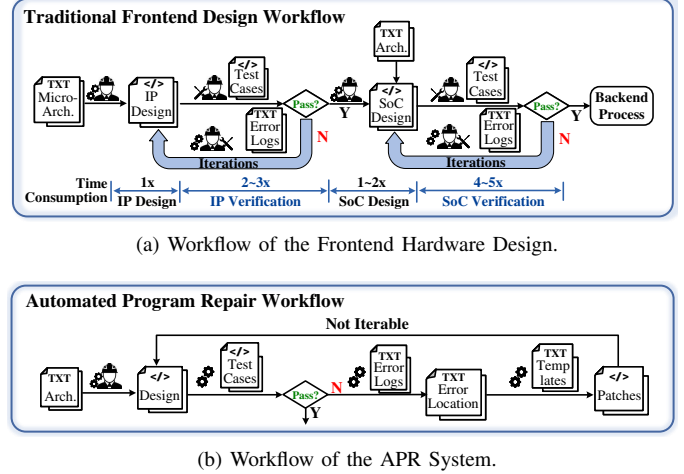 Traditional Frontend Design Workflow
TXT
Micro-
Arch.
</>
IP
Design
</>
Test
Cases
TXT
Error
Logs
Pass?
Y
N
Iterations
TXT
Arch.
</>
SoC
Design
</>
Test
Cases
TXT
Error
Logs
Pass?
Y
N
Iterations
Backend
Process
Time
Consumption
1x
IP Design
2~3x
IP Verification
1~2x
SoC Design
4~5x
SoC Verification
(a) Workflow of the Frontend Hardware Design.
Automated Program Repair Workflow
Not Iterable
TXT
Arch.
</>
Design
</>
Test
Cases
Pass?
N
Y
TXT
Error
Logs
TXT
Error
Location
TXT
Temp
lates
</>
Patches
(b) Workflow of the APR System.